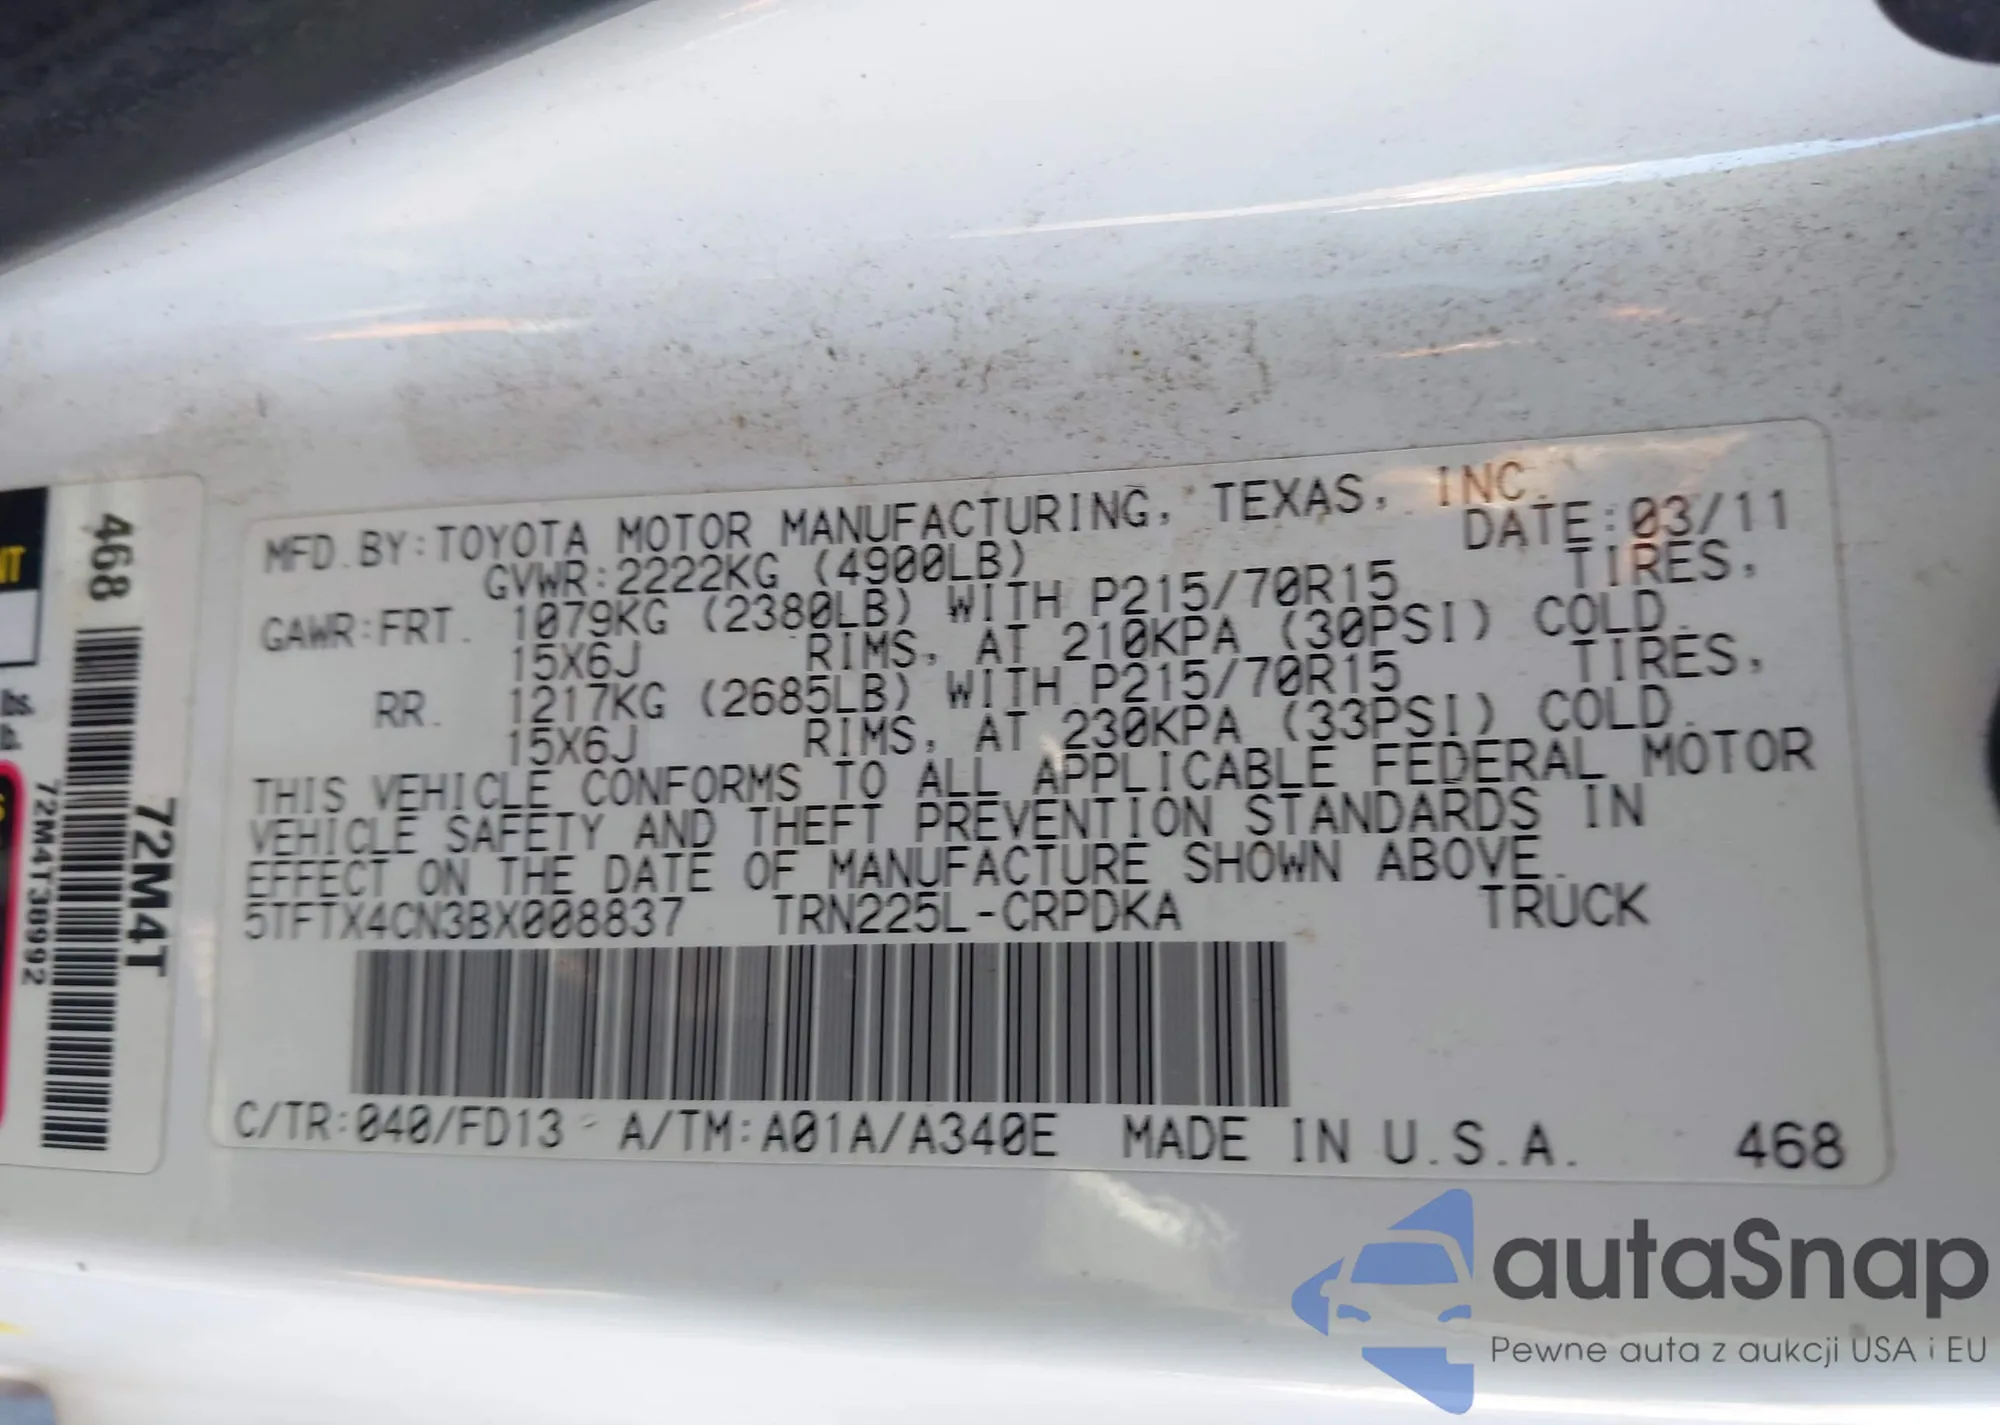 MFD. BY: TOYOTA MOTOR MANUFACTURING, TEXAS, INC.
GVWR: 2222KG (4900LB) DATE: 03/11
GAWR: FRT. 1079KG (2380LB) WITH P215/70R15 TIRES,
15X6J RIMS, AT 210KPA (30PSI) COLD.
RR. 1217KG (2685LB) WITH P215/70R15 TIRES,
15X6J RIMS, AT 230KPA (33PSI) COLD.
THIS VEHICLE CONFORMS TO ALL APPLICABLE FEDERAL MOTOR
VEHICLE SAFETY AND THEFT PREVENTION STANDARDS IN
EFFECT ON THE DATE OF MANUFACTURE SHOWN ABOVE.
5TFTX4CN3BX008837 TRN225L-CRPDKA TRUCK
C/TR: 040/FD13 A/TM: A01A/A340E MADE IN U.S.A. 468
468
72M4T
72M4T38992
autaSnap
Pewne auta z aukcji USA i EU